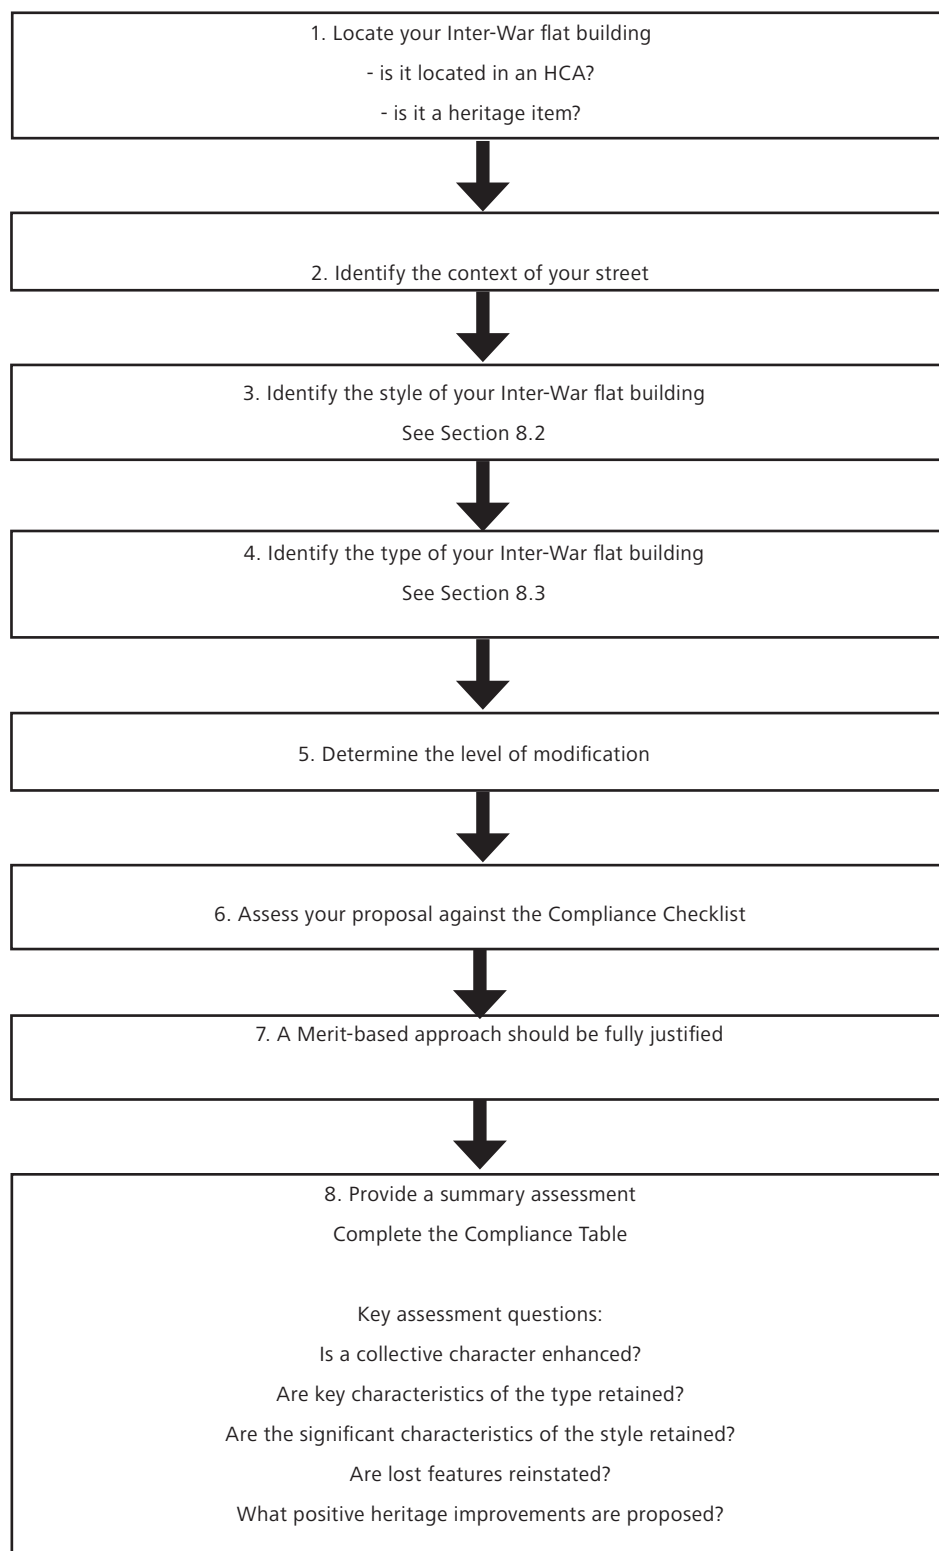 1. Locate your Inter-War flat building
- is it located in an HCA?
- is it a heritage item?
2. Identify the context of your street
3. Identify the style of your Inter-War flat building
See Section 8.2
4. Identify the type of your Inter-War flat building
See Section 8.3
5. Determine the level of modification
6. Assess your proposal against the Compliance Checklist
7. A Merit-based approach should be fully justified
8. Provide a summary assessment
Complete the Compliance Table
Key assessment questions:
Is a collective character enhanced?
Are key characteristics of the type retained?
Are the significant characteristics of the style retained?
Are lost features reinstated?
What positive heritage improvements are proposed?